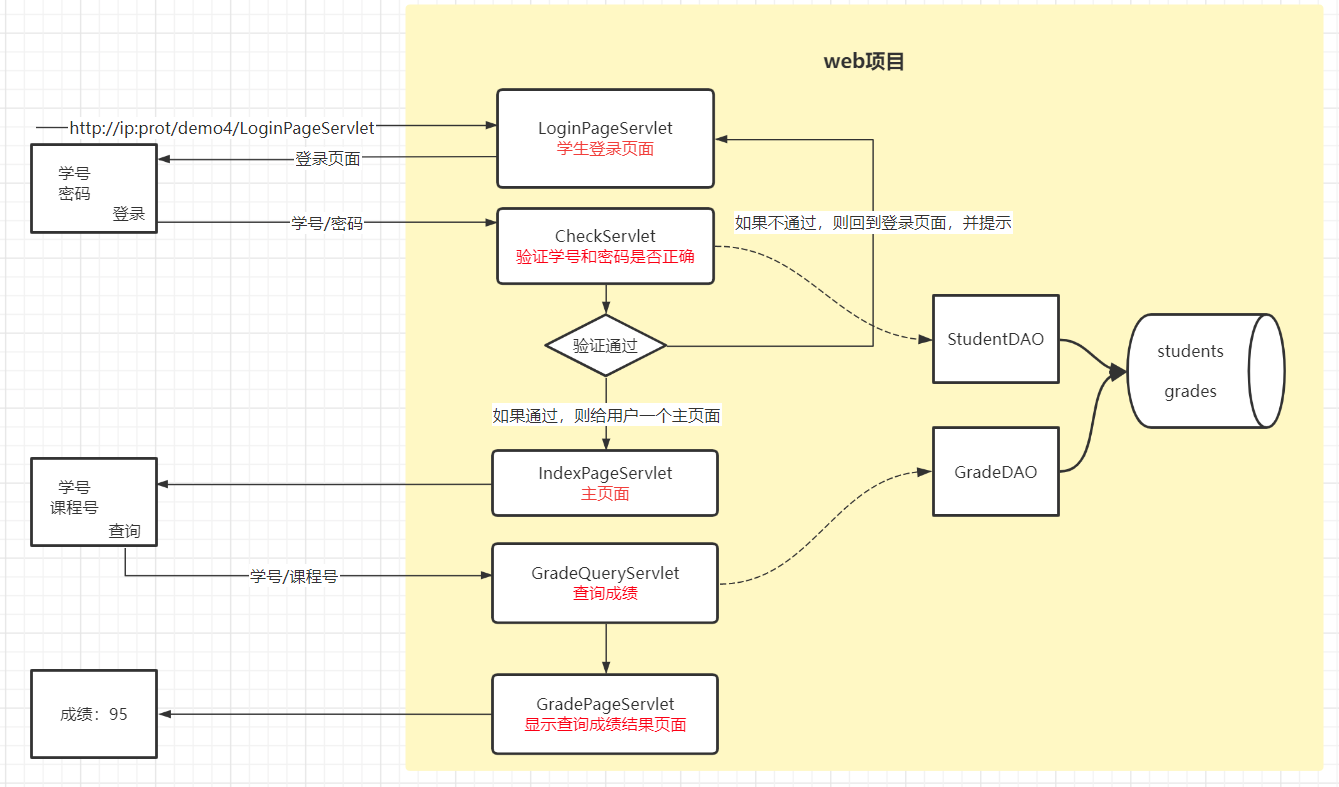 web项目
http://ip:prot/demo4/LoginPageServlet
LoginPageServlet
学生登录页面
登录页面
学号
密码
登录
学号/密码
CheckServlet
验证学号和密码是否正确
如果不通过，则回到登录页面，并提示
验证通过
StudentDAO
students
grades
如果通过，则给用户一个主页面
IndexPageServlet
主页面
GradeDAO
学号
课程号
查询
学号/课程号
GradeQueryServlet
查询成绩
GradePageServlet
显示查询成绩结果页面
成绩：95